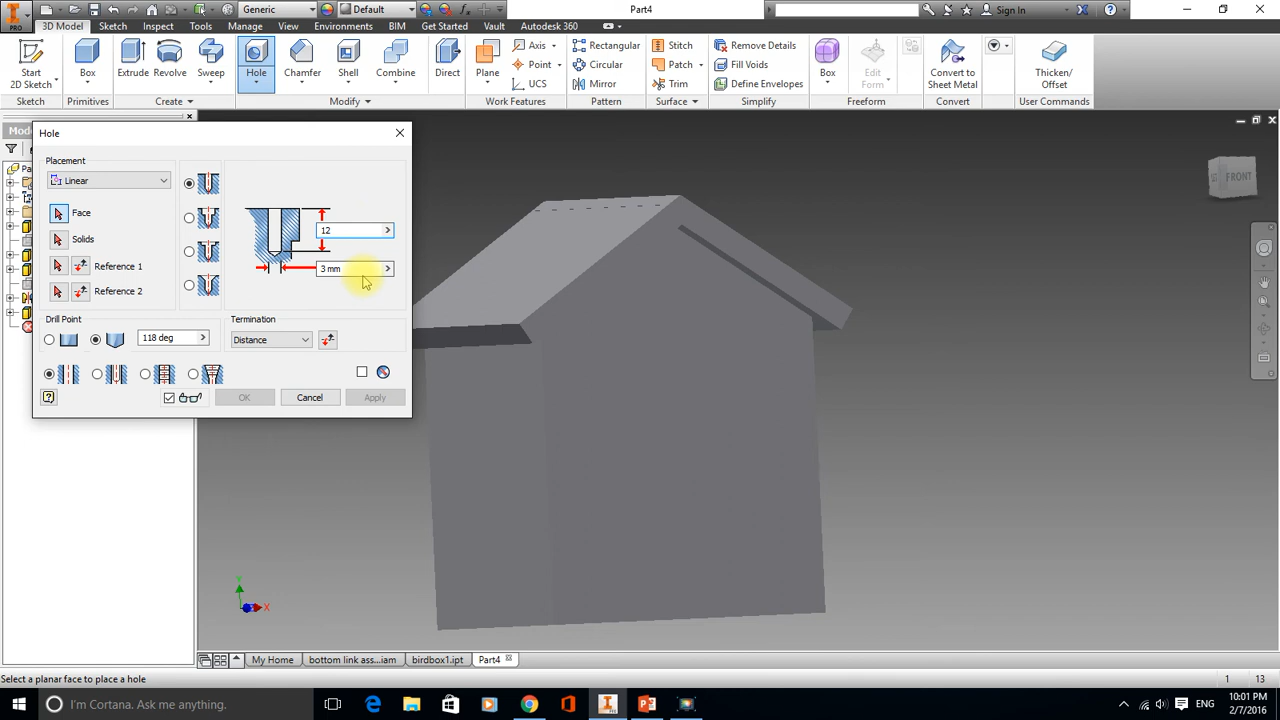 Generic
Default
Part4
Sign In
PRO
3D Model
Sketch
Inspect
Tools
Manage
View
Environments
BIM
Get Started
Vault
Autodesk 360
Start
2D Sketch
Box
Extrude
Revolve
Sweep
Hole
Chamfer
Shell
Combine
Direct
Plane
Axis
Point
UCS
Rectangular
Circular
Mirror
Stitch
Patch
Trim
Remove Details
Fill Voids
Define Envelopes
Box
Edit
Form
Convert to
Sheet Metal
Thicken/
Offset
Sketch
Primitives
Create
Modify
Work Features
Pattern
Surface
Simplify
Freeform
Convert
User Commands
Hole
Placement
Linear
Face
Solids
Reference 1
Reference 2
12
3 mm
Drill Point
118 deg
Termination
Distance
OK
Cancel
Apply
FRONT
Y
X
My Home
bottom link ass....iam
birdbox1.ipt
Part4
Select a planar face to place a hole
1
13
I'm Cortana. Ask me anything.
ENG
10:01 PM
2/7/2016